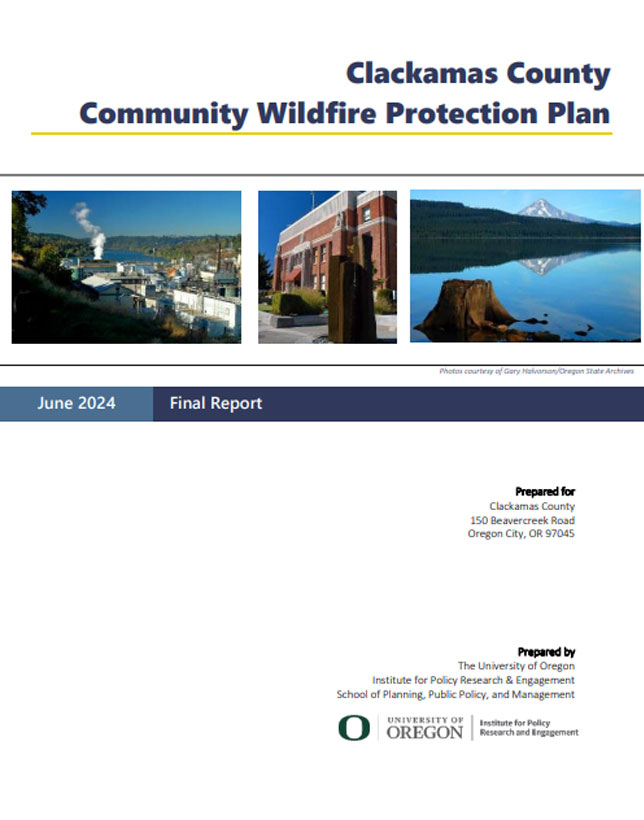 Clackamas County
Community Wildfire Protection Plan
Photos courtesy of Gary Halvorson/Oregon State Archives
June 2024 Final Report
Prepared for
Clackamas County
150 Beavercreek Road
Oregon City, OR 97045
Prepared by
The University of Oregon
Institute for Policy Research & Engagement
School of Planning, Public Policy, and Management
UNIVERSITY OF
OREGON
Institute for Policy
Research and Engagement